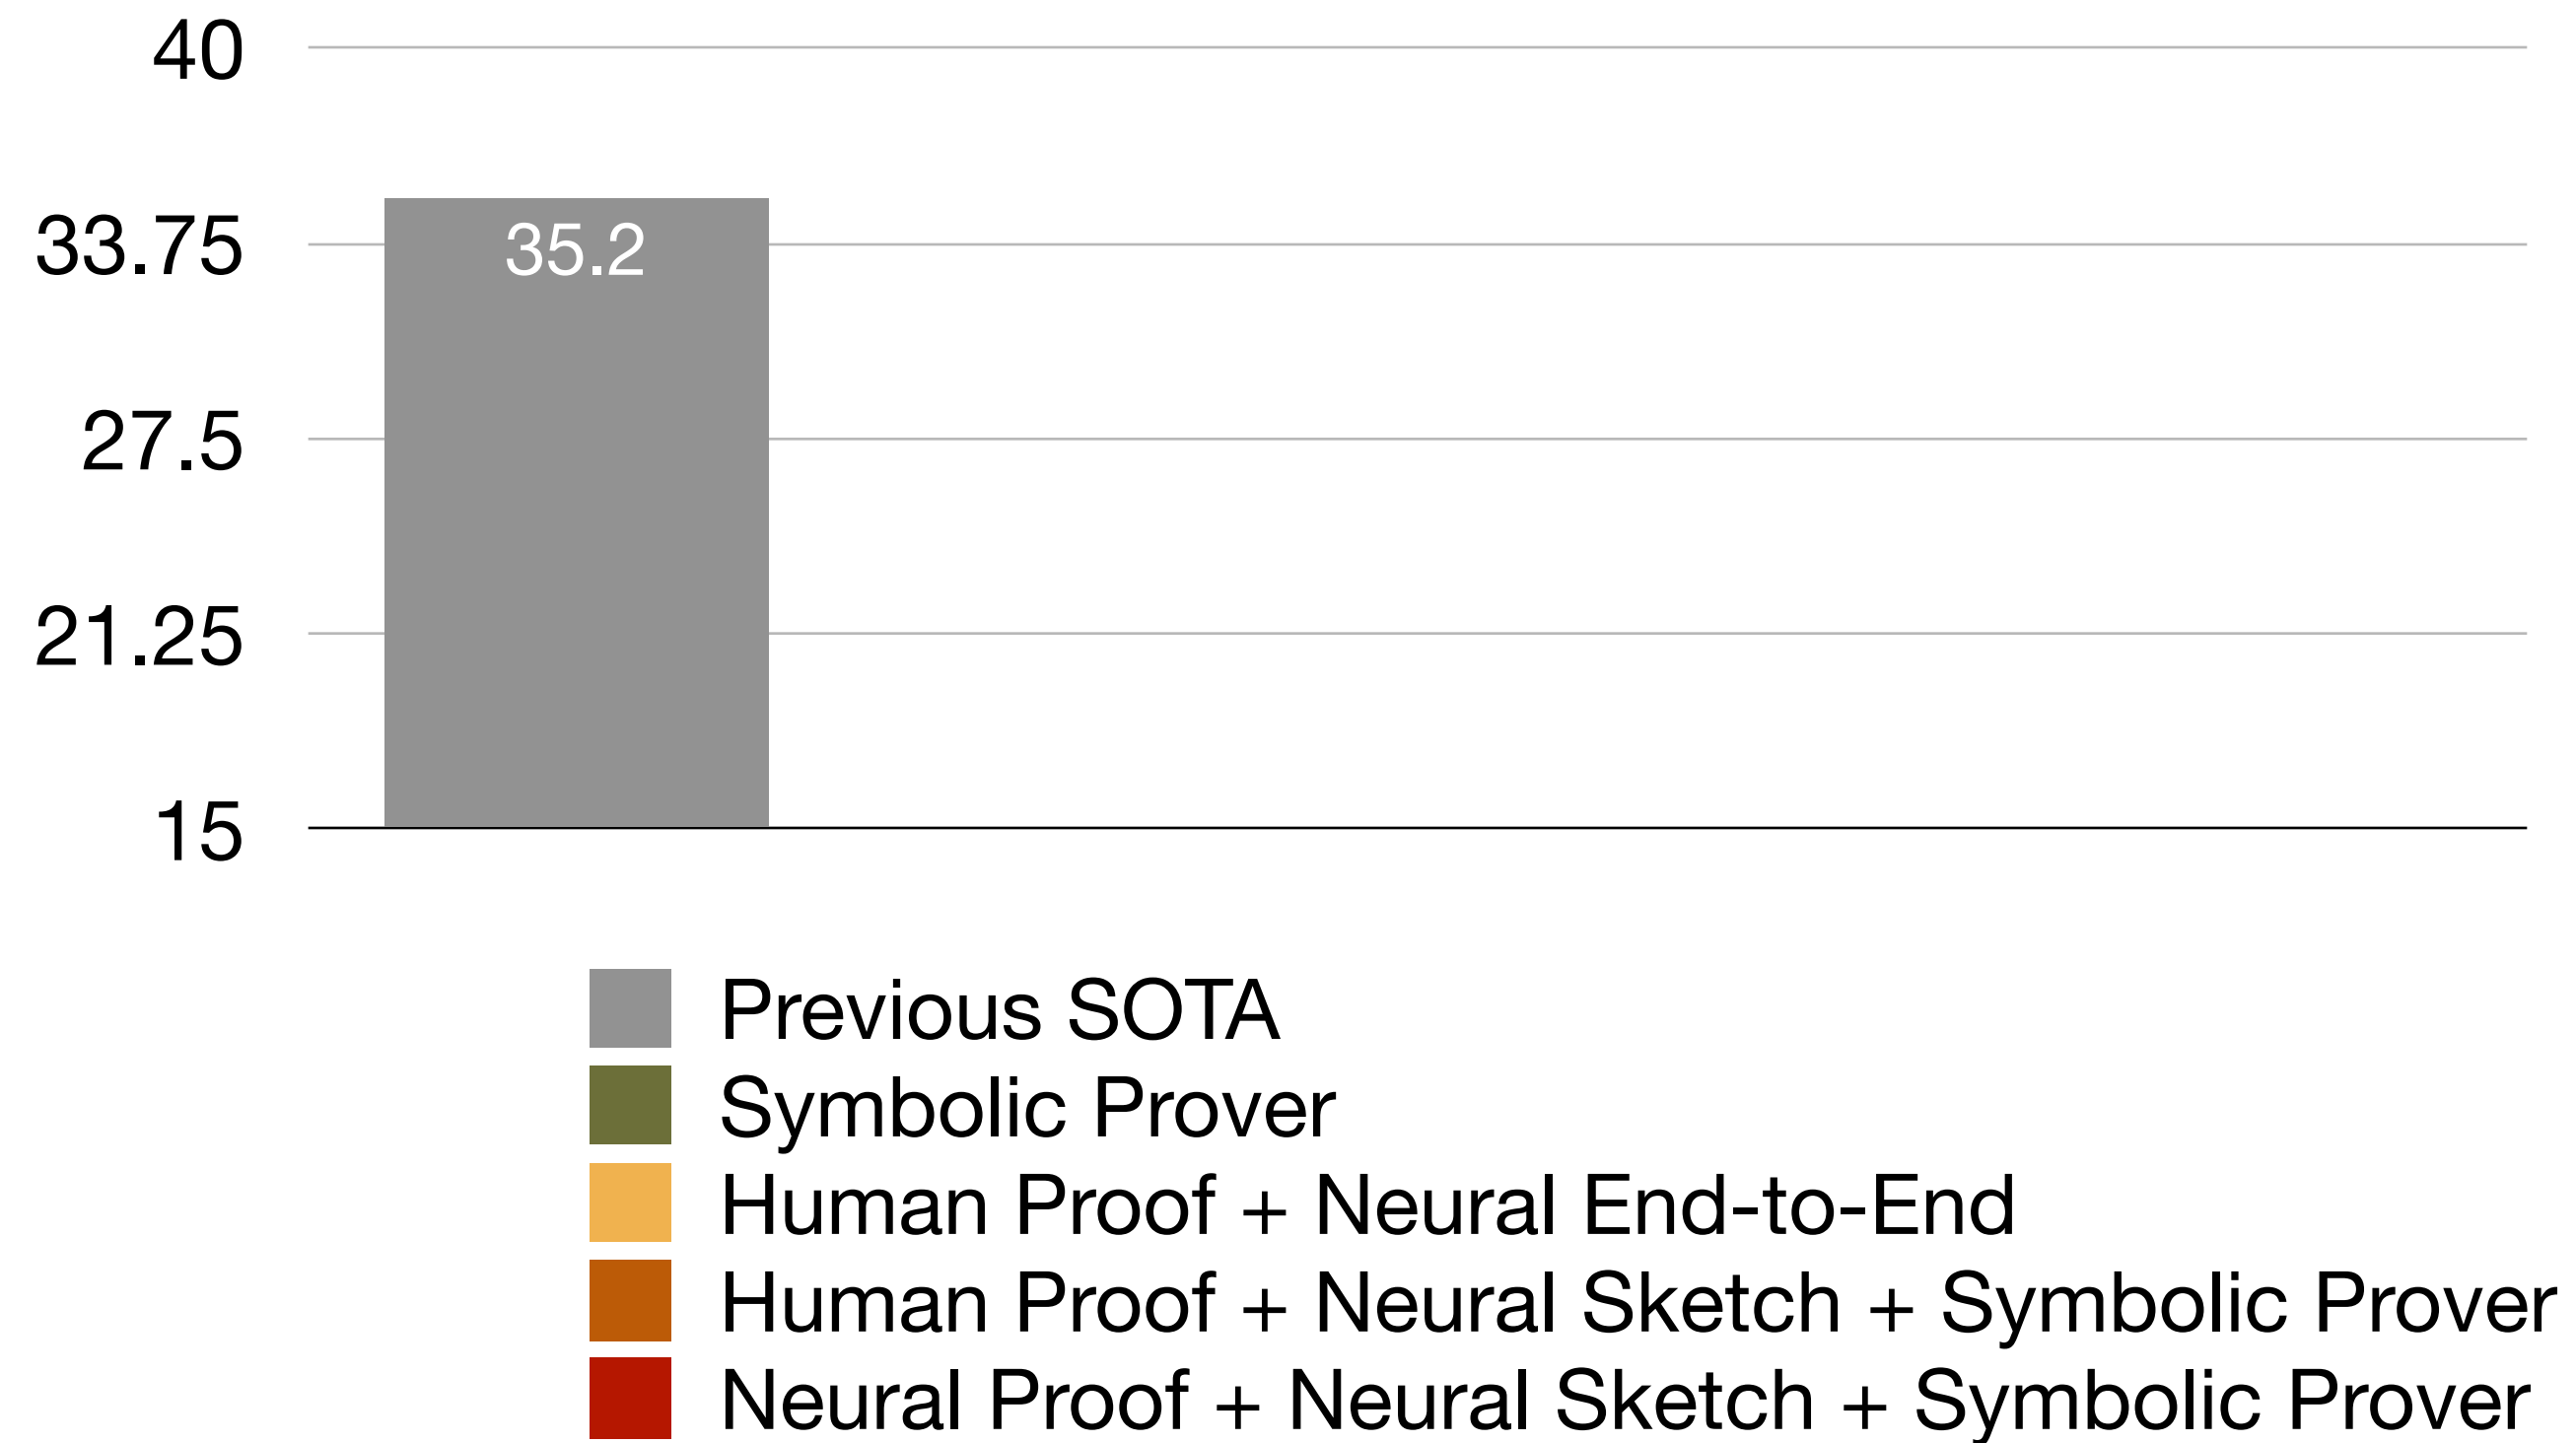 40
33.75
35.2
27.5
21.25
15
Previous SOTA
Symbolic Prover
Human Proof + Neural End-to-End
Human Proof + Neural Sketch + Symbolic Prover
Neural Proof + Neural Sketch + Symbolic Prover